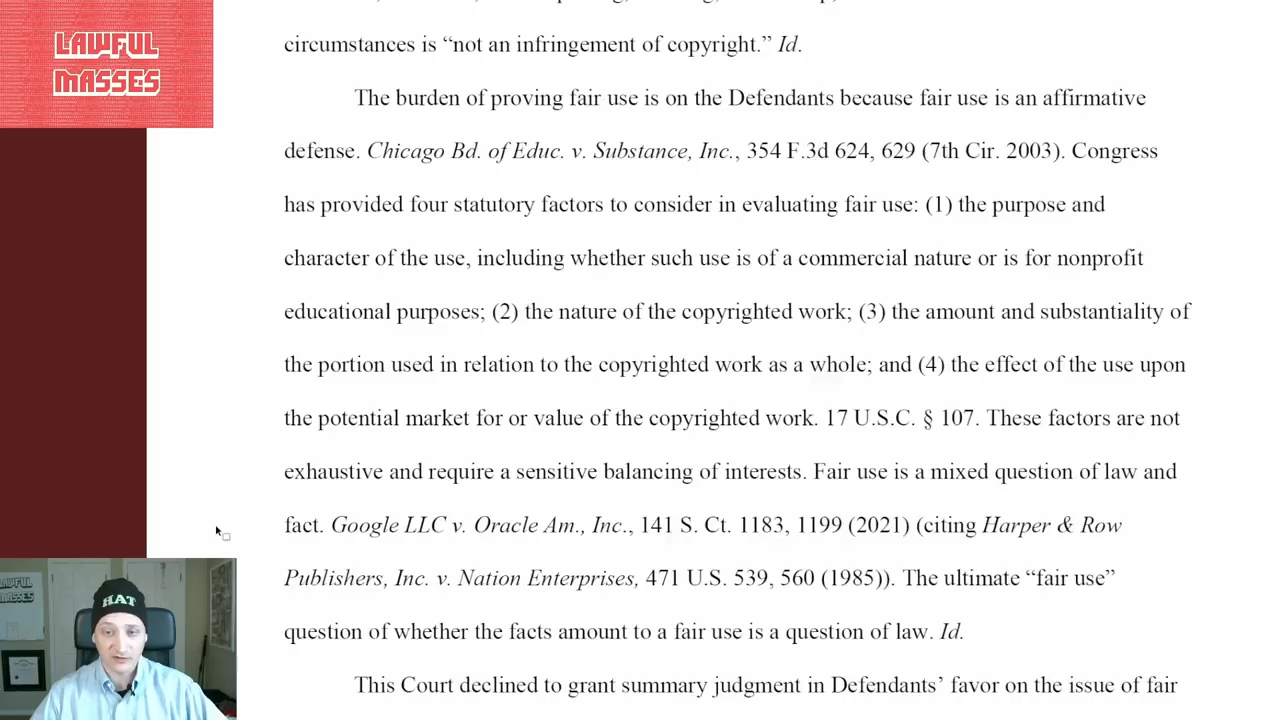 LAWFUL
MASSES
circumstances is “not an infringement of copyright.” Id.
The burden of proving fair use is on the Defendants because fair use is an affirmative
defense. Chicago Bd. of Educ. v. Substance, Inc., 354 F.3d 624, 629 (7th Cir. 2003). Congress
has provided four statutory factors to consider in evaluating fair use: (1) the purpose and
character of the use, including whether such use is of a commercial nature or is for nonprofit
educational purposes; (2) the nature of the copyrighted work; (3) the amount and substantiality of
the portion used in relation to the copyrighted work as a whole; and (4) the effect of the use upon
the potential market for or value of the copyrighted work. 17 U.S.C. § 107. These factors are not
exhaustive and require a sensitive balancing of interests. Fair use is a mixed question of law and
fact. Google LLC v. Oracle Am., Inc., 141 S. Ct. 1183, 1199 (2021) (citing Harper & Row
Publishers, Inc. v. Nation Enterprises, 471 U.S. 539, 560 (1985)). The ultimate “fair use”
question of whether the facts amount to a fair use is a question of law. Id.
This Court declined to grant summary judgment in Defendants’ favor on the issue of fair
LAWFUL
MASSES
HAT